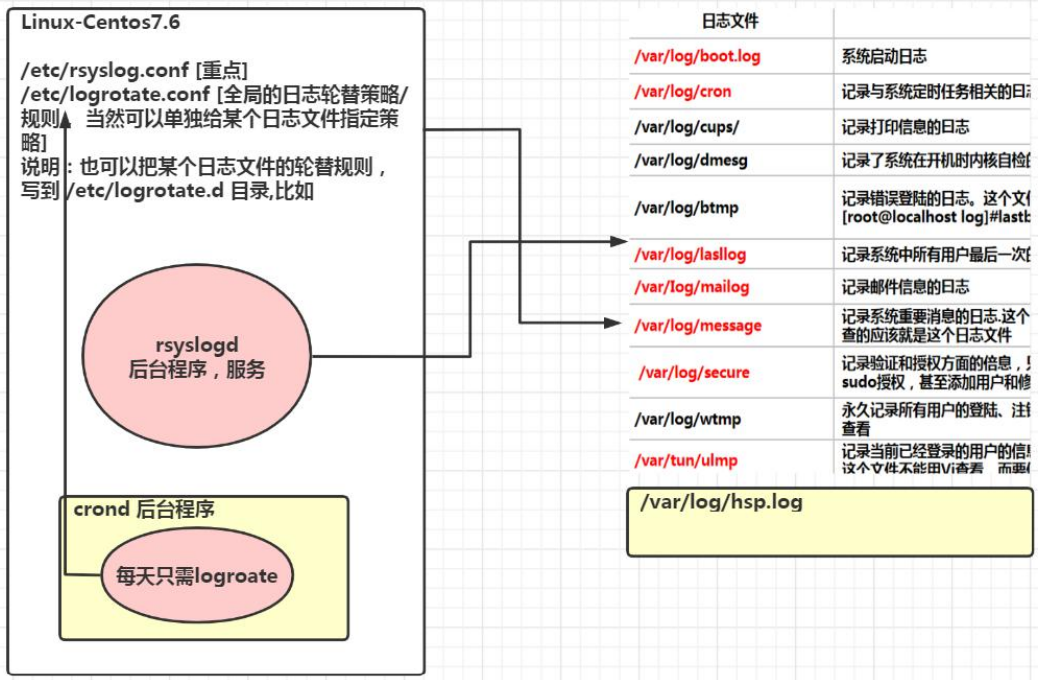 Linux-Centos7.6
/etc/rsyslog.conf [重点]
/etc/logrotate.conf [全局的日志轮替策略/
规则 当然可以单独给某个日志文件指定策
略]
说明：也可以把某个日志文件的轮替规则，
写到 /etc/logrotate.d 目录,比如
rsyslogd
后台程序，服务
crond 后台程序
每天只需logroate
日志文件
/var/log/boot.log 系统启动日志
/var/log/cron 记录与系统定时任务相关的日志
/var/log/cups/ 记录打印信息的日志
/var/log/dmesg 记录了系统在开机时内核自检的
/var/log/btmp 记录错误登陆的日志。这个文件
[root@localhost log]#lastb
/var/log/lasllog 记录系统中所有用户最后一次的
/var/log/mailog 记录邮件信息的日志
/var/log/message 记录系统重要消息的日志.这个
查的应该就是这个日志文件
/var/log/secure 记录验证和授权方面的倍息，只
sudo授权，甚至添加用户和修
/var/log/wtmp 永久记录所有用户的登陆、注销
查看
/var/tun/ulmp 记录当前已经登录的用户的信息
这个文件不能用Vi查看 而要使
/var/log/hsp.log